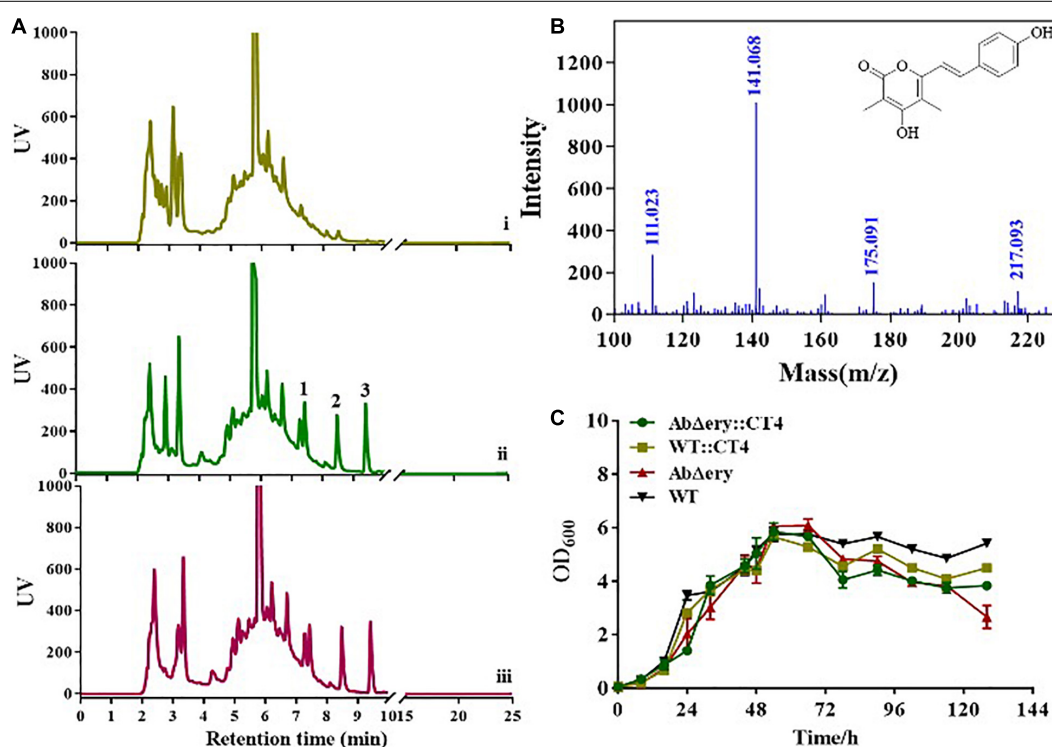 A
1000
800
600
400
200
0
UV
i
1000
800
600
400
200
0
UV
1
2
3
ii
1000
800
600
400
200
0
UV
iii
0 1 2 3 4 5 6 7 8 9 10 15 20 25
Retention time (min)
B
1200
1000
800
600
400
200
0
Intensity
111.023
141.068
175.091
217.093
O
O
OH
OH
100 120 140 160 180 200 220
Mass(m/z)
C
10
8
6
4
2
0
OD600
AbΔery::CT4
WT::CT4
AbΔery
WT
0 24 48 72 96 120 144
Time/h